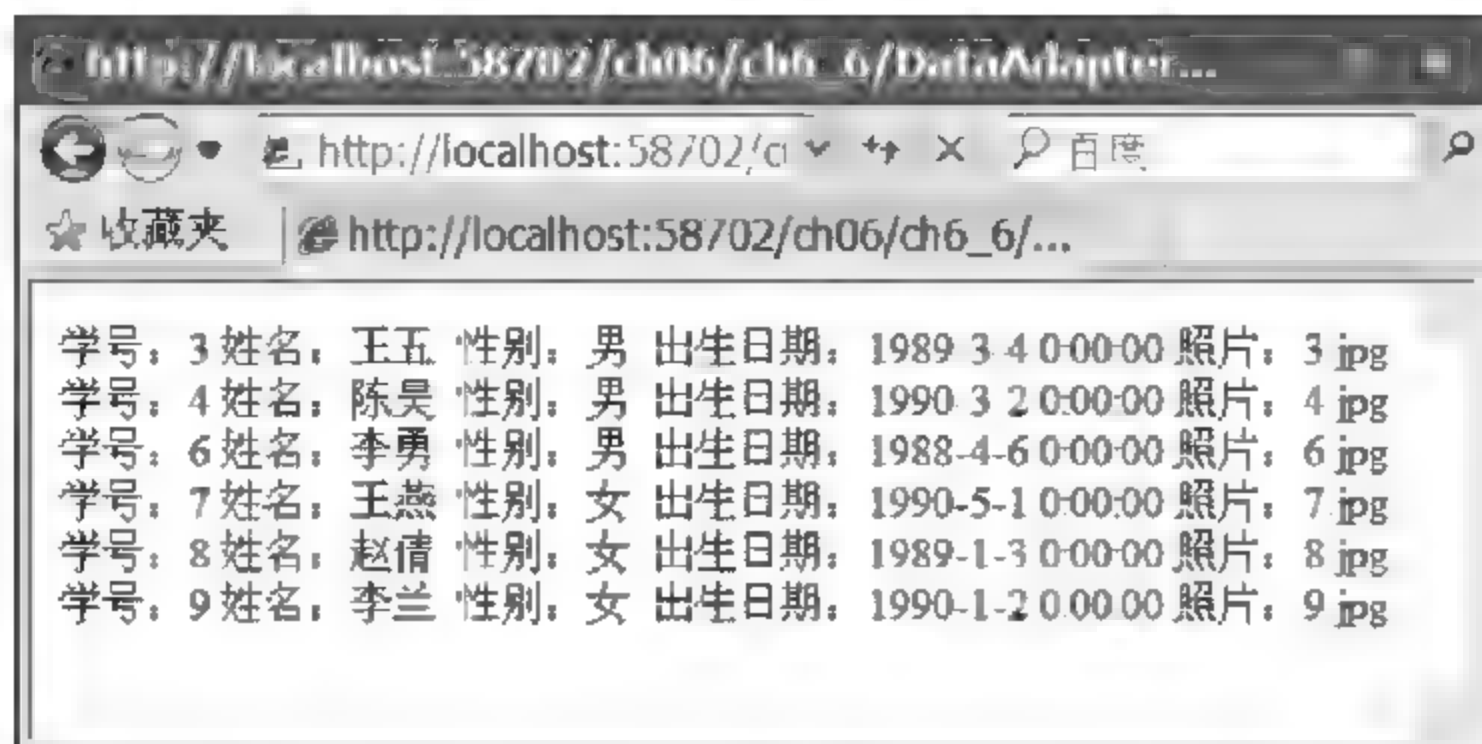 http://localhost:58702/ch06/ch6_6/DataAdapter...
http://localhost:58702/c
百度
收藏夹
http://localhost:58702/ch06/ch6_6/...
学号：3 姓名：王五 性别：男 出生日期：1989-3-4 0:00:00 照片：3.jpg
学号：4 姓名：陈昊 性别：男 出生日期：1990-3-2 0:00:00 照片：4.jpg
学号：6 姓名：李勇 性别：男 出生日期：1988-4-6 0:00:00 照片：6.jpg
学号：7 姓名：王燕 性别：女 出生日期：1990-5-1 0:00:00 照片：7.jpg
学号：8 姓名：赵倩 性别：女 出生日期：1989-1-3 0:00:00 照片：8.jpg
学号：9 姓名：李兰 性别：女 出生日期：1990-1-2 0:00:00 照片：9.jpg